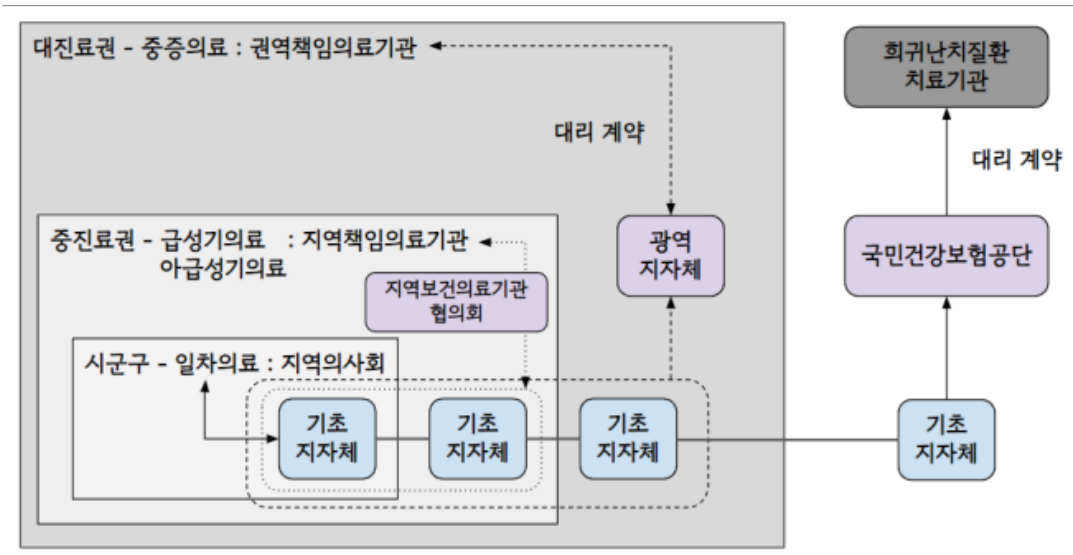 대진료권 - 중증의료 : 권역책임의료기관
희귀난치질환
치료기관
대리 계약
대리 계약
중진료권 - 급성기의료 : 지역책임의료기관
아급성기의료
광역
지자체
국민건강보험공단
지역보건의료기관
협의회
시군구 - 일차의료 : 지역의사회
기초
지자체
기초
지자체
기초
지자체
기초
지자체